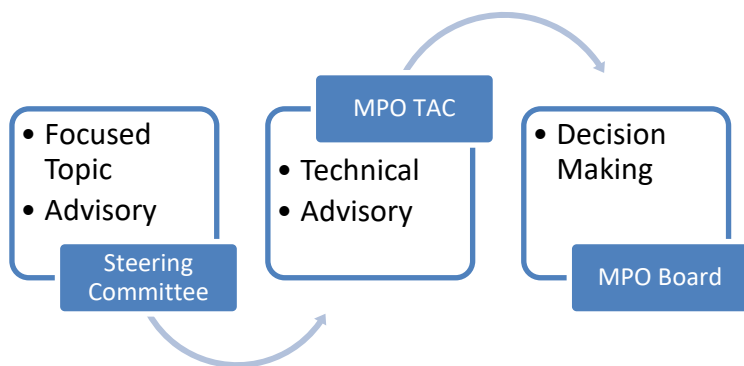 • Focused
Topic
• Advisory
Steering
Committee
MPO TAC
• Technical
• Advisory
• Decision
Making
MPO Board